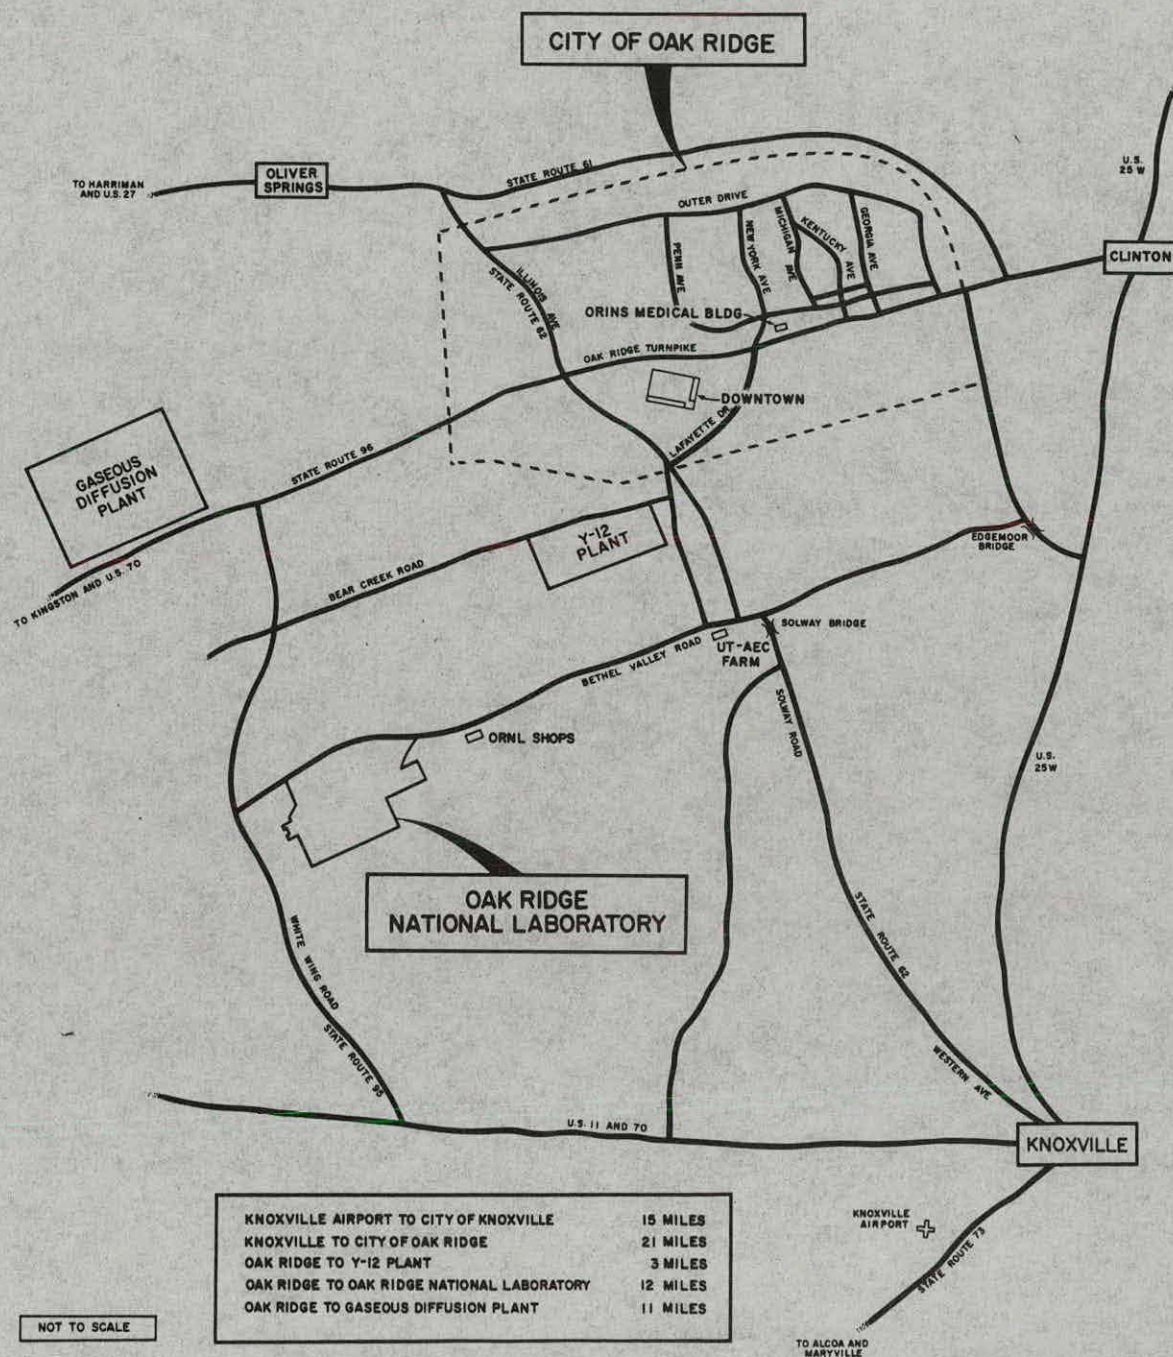 CITY OF OAK RIDGE
U.S.
25 W
STATE ROUTE 61
OLIVER
SPRINGS
TO HARRIMAN
AND U.S. 27
OUTER DRIVE
PENN AVE
NEW YORK AVE
MICHIGAN AVE
KENTUCKY AVE
GEORGIA AVE
CLINTON
ILLINOIS AVE
STATE ROUTE 62
ORINS MEDICAL BLDG
OAK RIDGE TURNPIKE
DOWNTOWN
LAFAYETTE DR
STATE ROUTE 96
GASEOUS
DIFFUSION
PLANT
Y-12
PLANT
EDGEMOOR
BRIDGE
BEAR CREEK ROAD
TO KINGSTON AND U.S. 70
SOLWAY BRIDGE
UT-AEC
FARM
BETHEL VALLEY ROAD
SOLWAY ROAD
ORNL SHOPS
U.S.
25W
OAK RIDGE
NATIONAL LABORATORY
WHITE WING ROAD
STATE ROUTE 95
STATE ROUTE 62
WESTERN AVE
U.S. 11 AND 70
KNOXVILLE
KNOXVILLE
AIRPORT
STATE ROUTE 73
TO ALCOA AND
MARYVILLE
KNOXVILLE AIRPORT TO CITY OF KNOXVILLE 15 MILES
KNOXVILLE TO CITY OF OAK RIDGE 21 MILES
OAK RIDGE TO Y-12 PLANT 3 MILES
OAK RIDGE TO OAK RIDGE NATIONAL LABORATORY 12 MILES
OAK RIDGE TO GASEOUS DIFFUSION PLANT 11 MILES
NOT TO SCALE